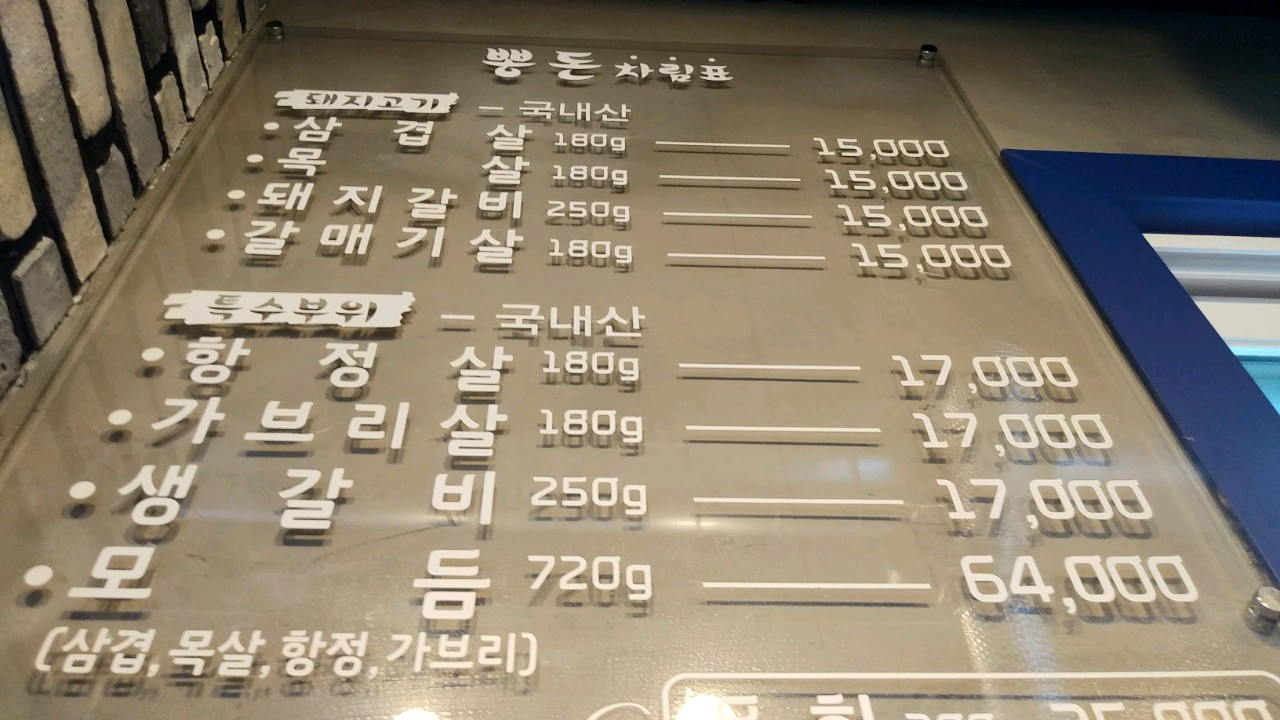 뽕돈 차림표
돼지고기 - 국내산
• 삼겹살 180g 15,000
• 목살 180g 15,000
• 돼지갈비 250g 15,000
• 갈매기살 180g 15,000
특수부위 - 국내산
• 항정살 180g 17,000
• 가브리살 180g 17,000
• 생갈비 250g 17,000
• 모듬 720g 64,000
(삼겹,목살,항정,가브리)